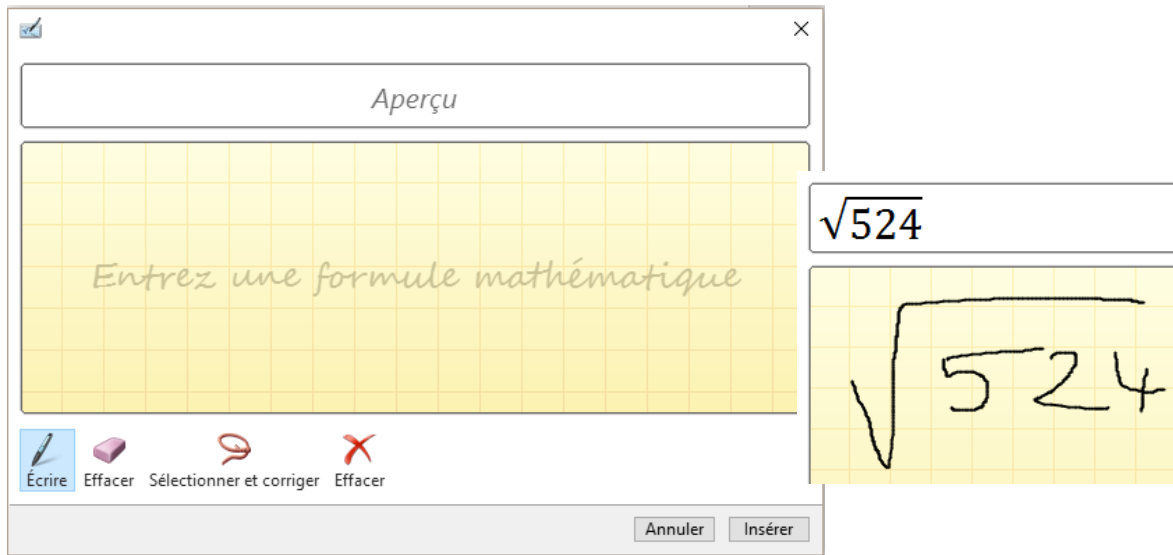 Aperçu
Entrez une formule mathématique
Écrire Effacer Sélectionner et corriger Effacer
Annuler Insérer
√524
√524